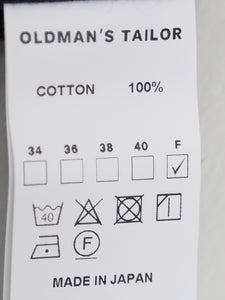 OLDMAN'S TAILOR
COTTON 100%
34 36 38 40 F
40
F
MADE IN JAPAN